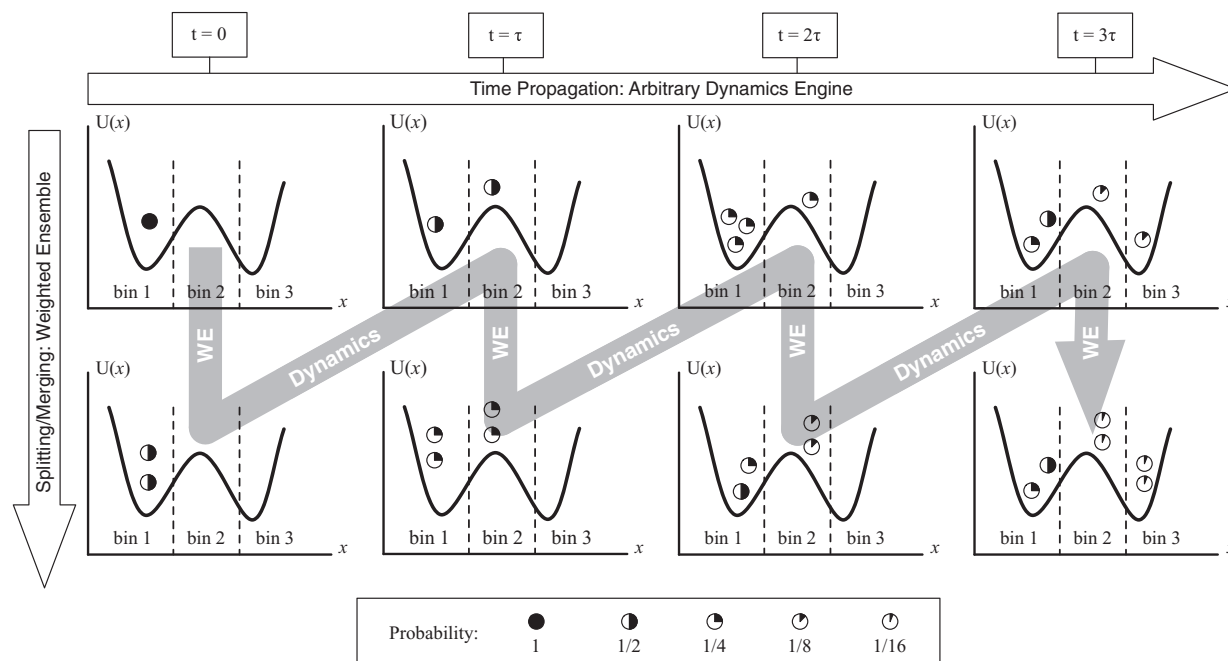 t = 0
t = τ
t = 2τ
t = 3τ
Time Propagation: Arbitrary Dynamics Engine
Splitting/Merging: Weighted Ensemble
U(x)
U(x)
U(x)
U(x)
bin 1
bin 2
bin 3
x
bin 1
bin 2
bin 3
x
bin 1
bin 2
bin 3
x
bin 1
bin 2
bin 3
x
WE
Dynamics
WE
Dynamics
WE
Dynamics
WE
U(x)
U(x)
U(x)
U(x)
bin 1
bin 2
bin 3
x
bin 1
bin 2
bin 3
x
bin 1
bin 2
bin 3
x
bin 1
bin 2
bin 3
x
Probability:
1
1/2
1/4
1/8
1/16